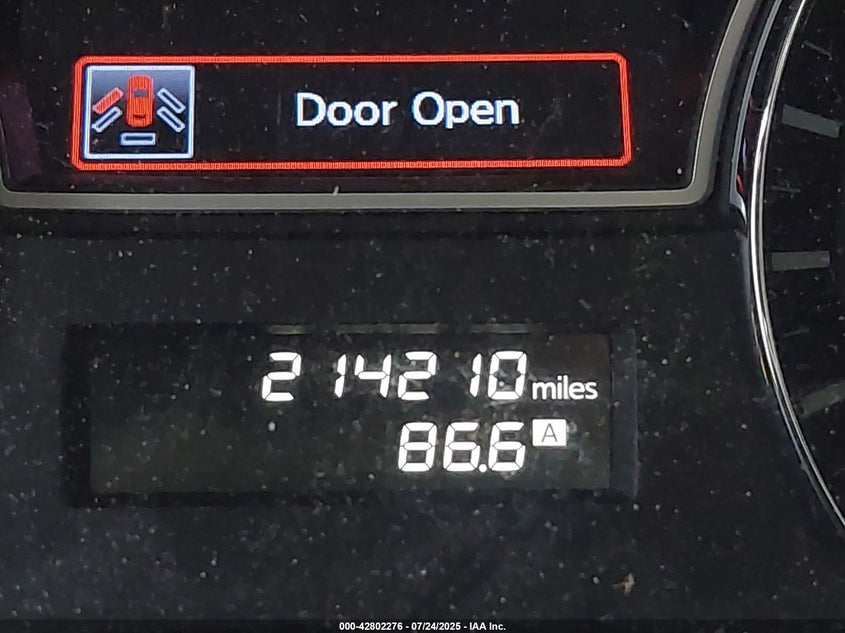 Door Open
214210 miles
86.6 A
000-42802276 - 07/24/2025 - IAA Inc.